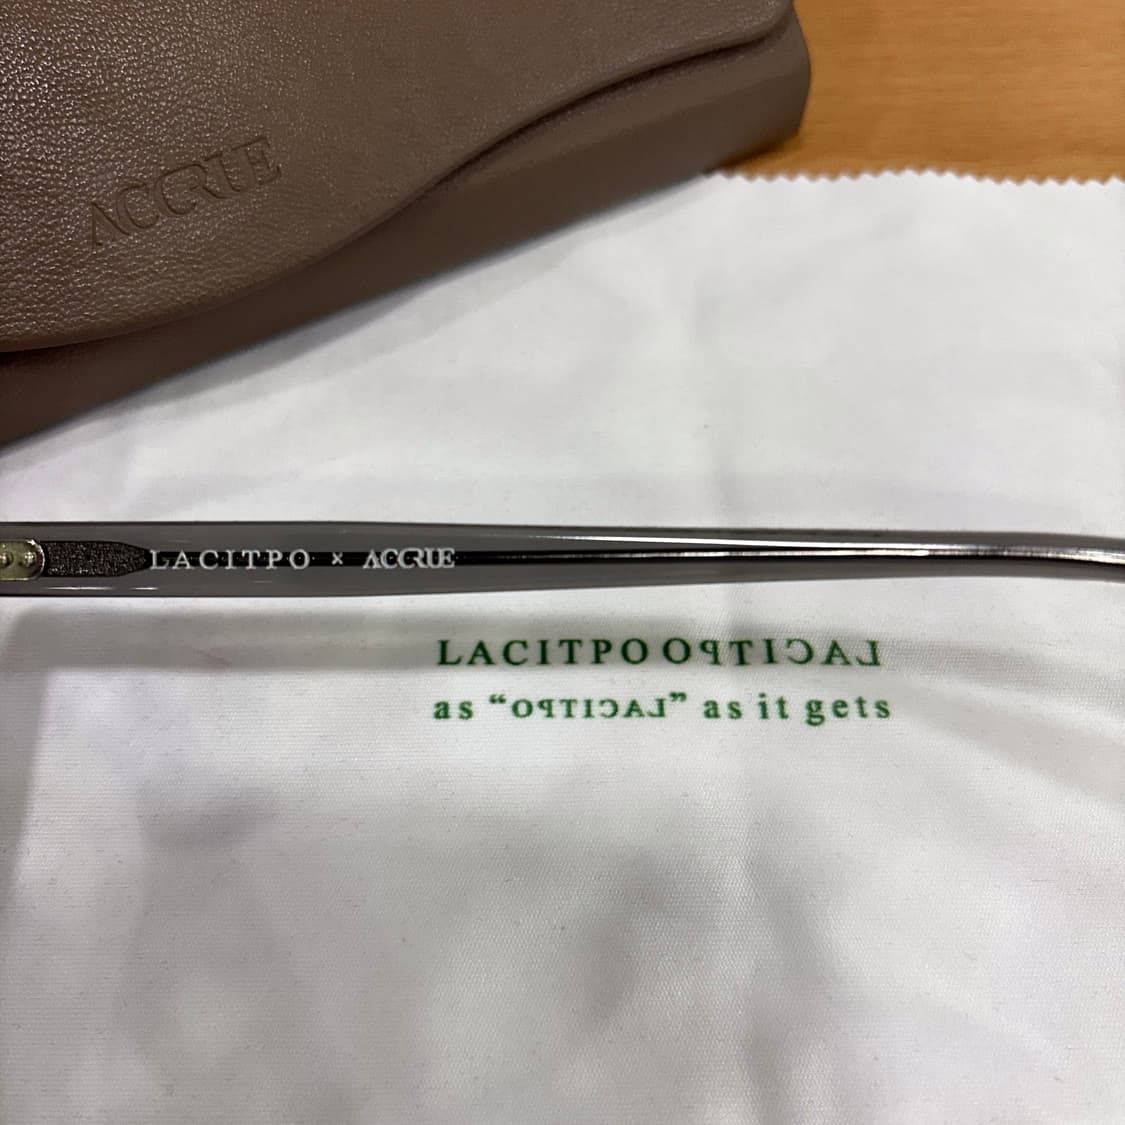 ACCRUE
LACITPO × ACCRUE
LACITPO OPTICAL
as “OPTICAL” as it gets